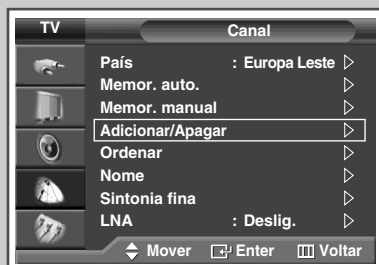 TV Canal
País : Europa Leste
Memor. auto.
Memor. manual
Adicionar/Apagar
Ordenar
Nome
Sintonia fina
LNA : Deslig.
Mover Enter Voltar